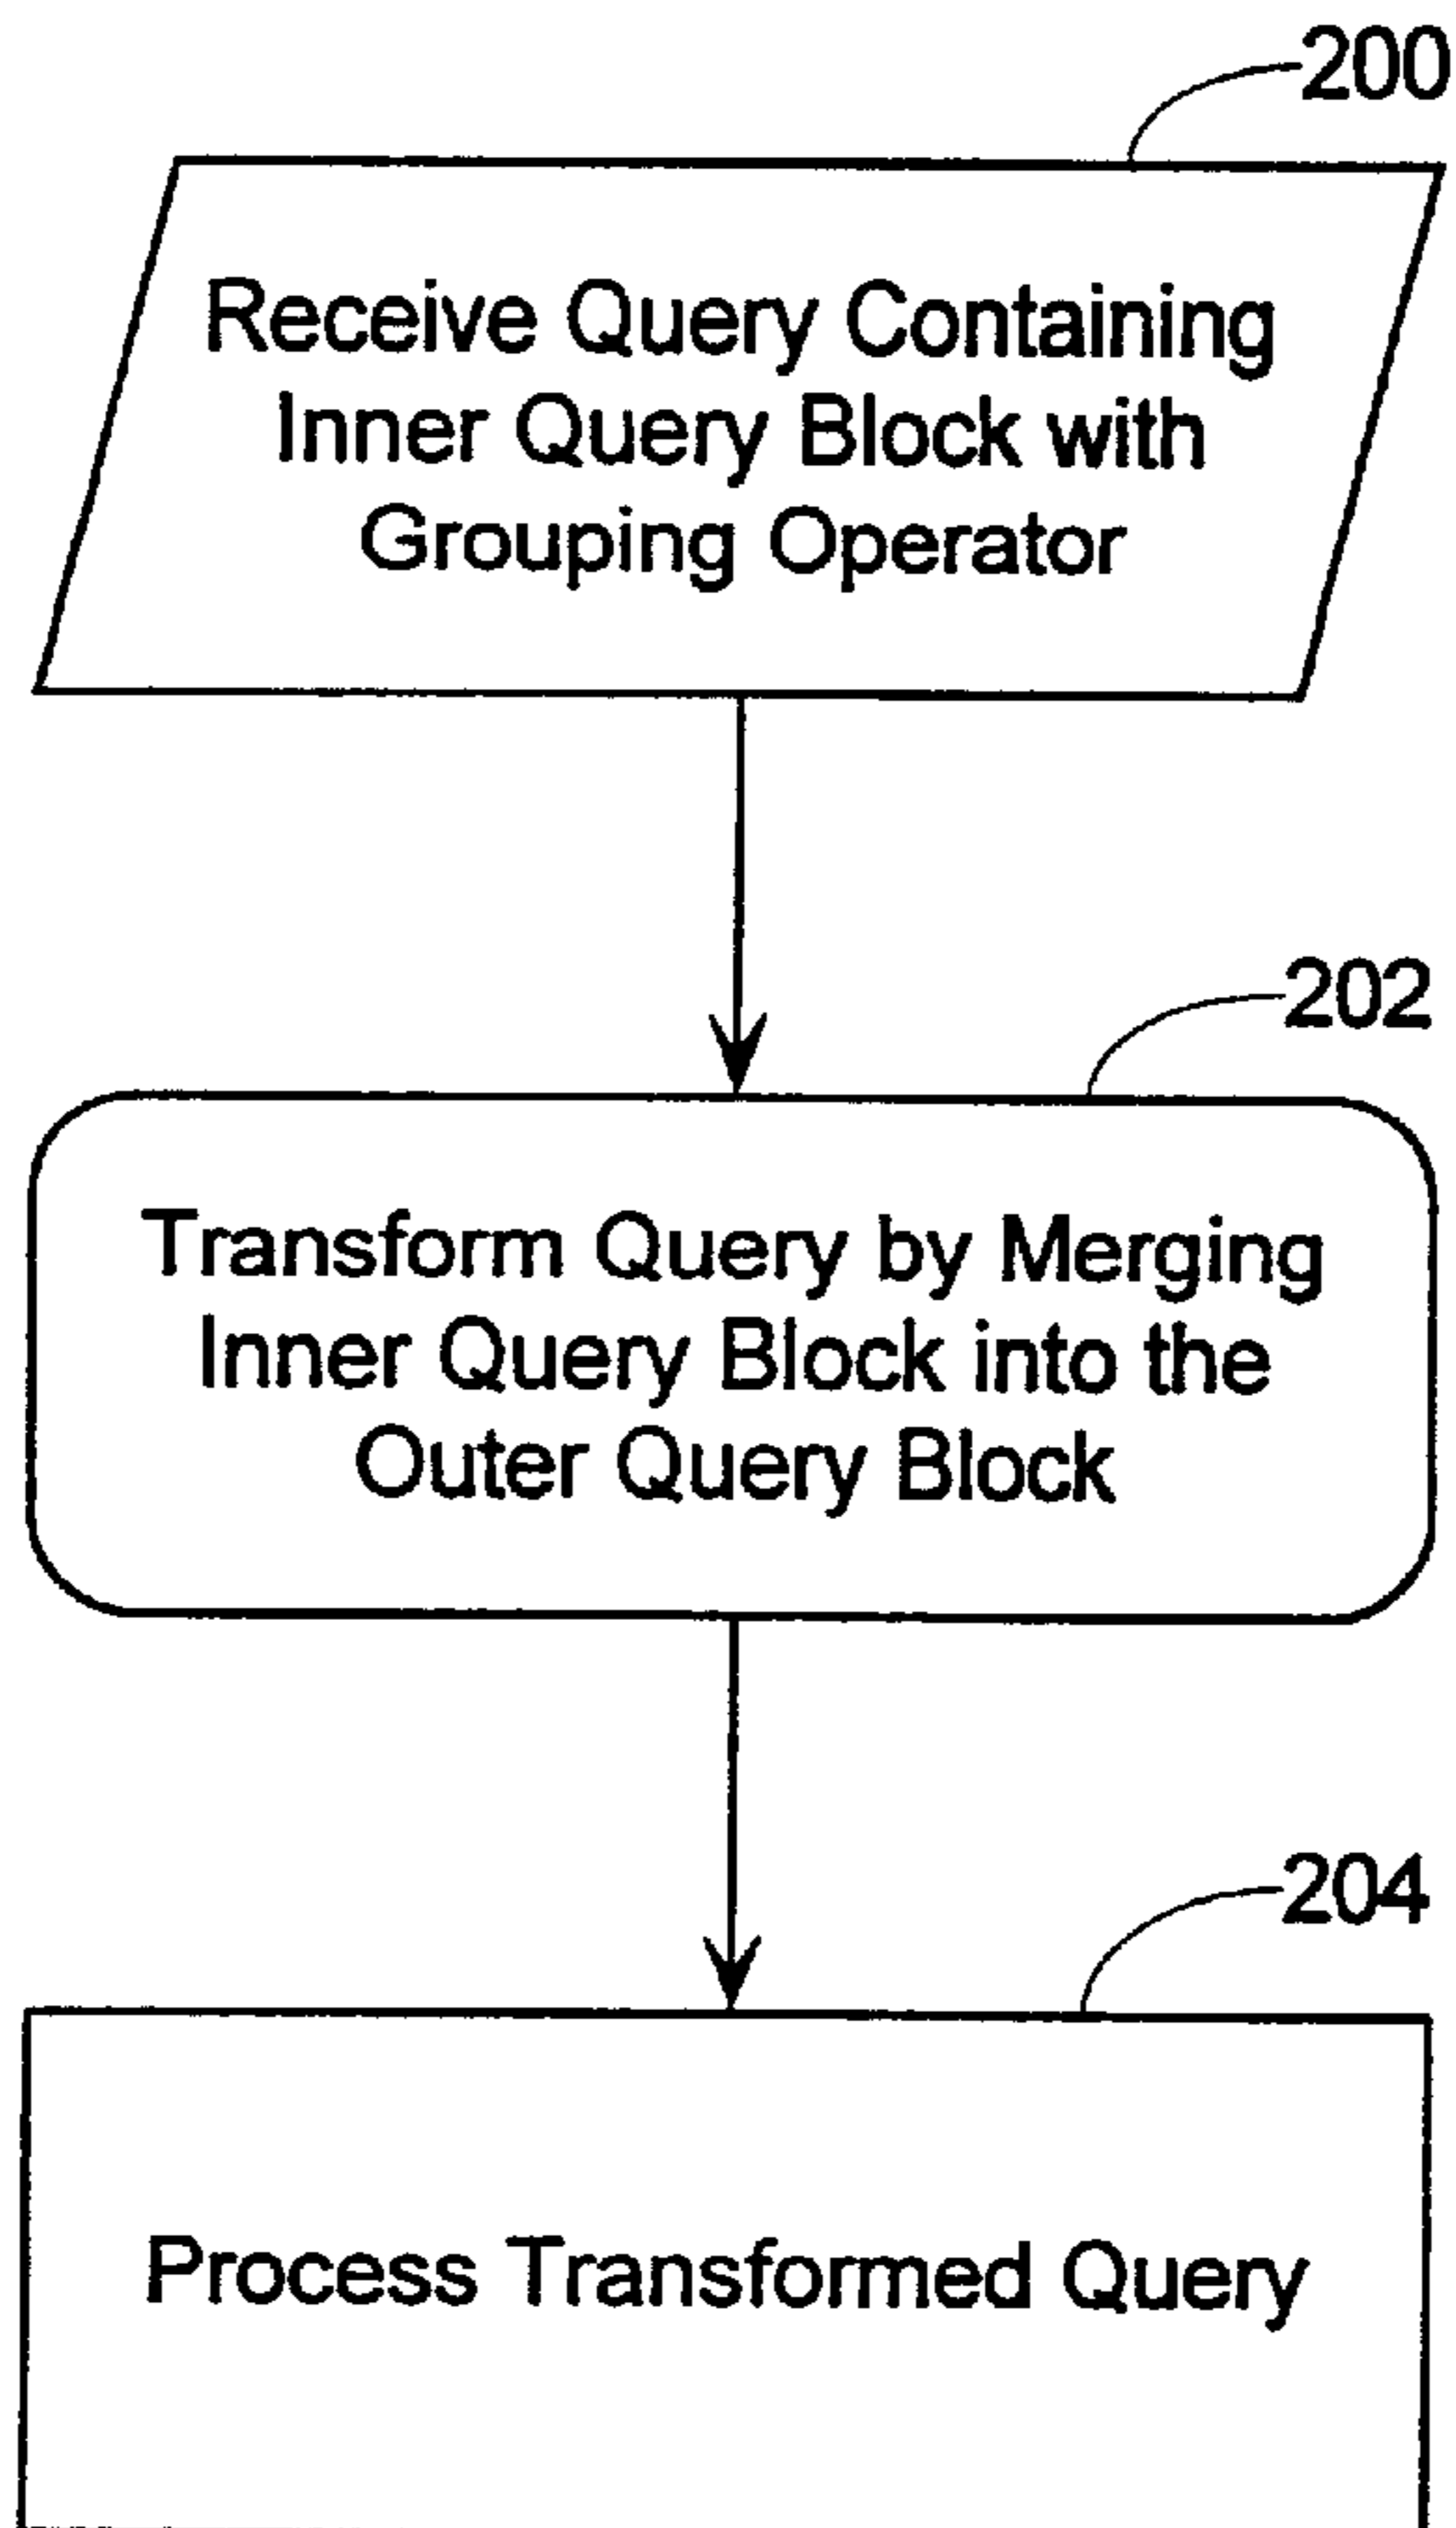 200
Receive Query Containing
Inner Query Block with
Grouping Operator
202
Transform Query by Merging
Inner Query Block into the
Outer Query Block
204
Process Transformed Query